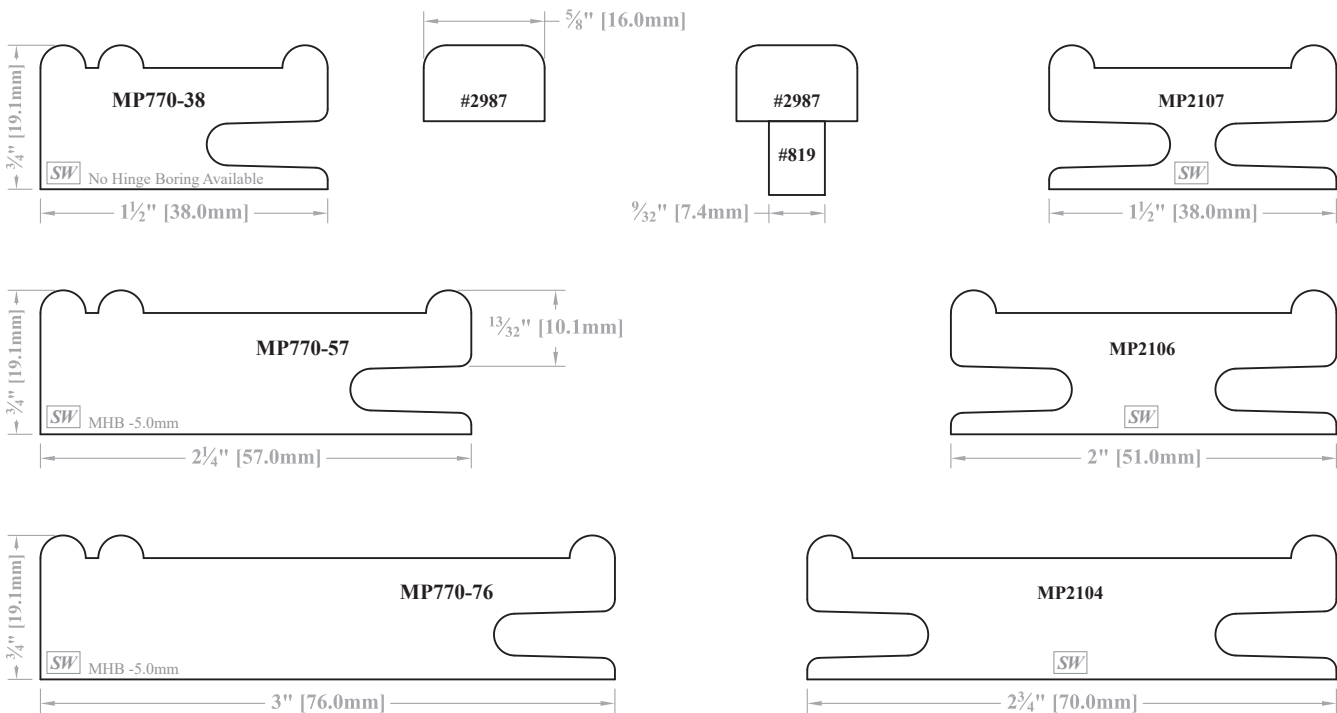 ⅝" [16.0mm]
MP770-38
#2987
#2987
MP2107
¾" [19.1mm]
#819
SW No Hinge Boring Available
SW
1½" [38.0mm]
9⁄32" [7.4mm]
1½" [38.0mm]
13⁄32" [10.1mm]
MP770-57
MP2106
¾" [19.1mm]
SW MHB -5.0mm
SW
2¼" [57.0mm]
2" [51.0mm]
MP770-76
MP2104
¾" [19.1mm]
SW MHB -5.0mm
SW
3" [76.0mm]
2¾" [70.0mm]